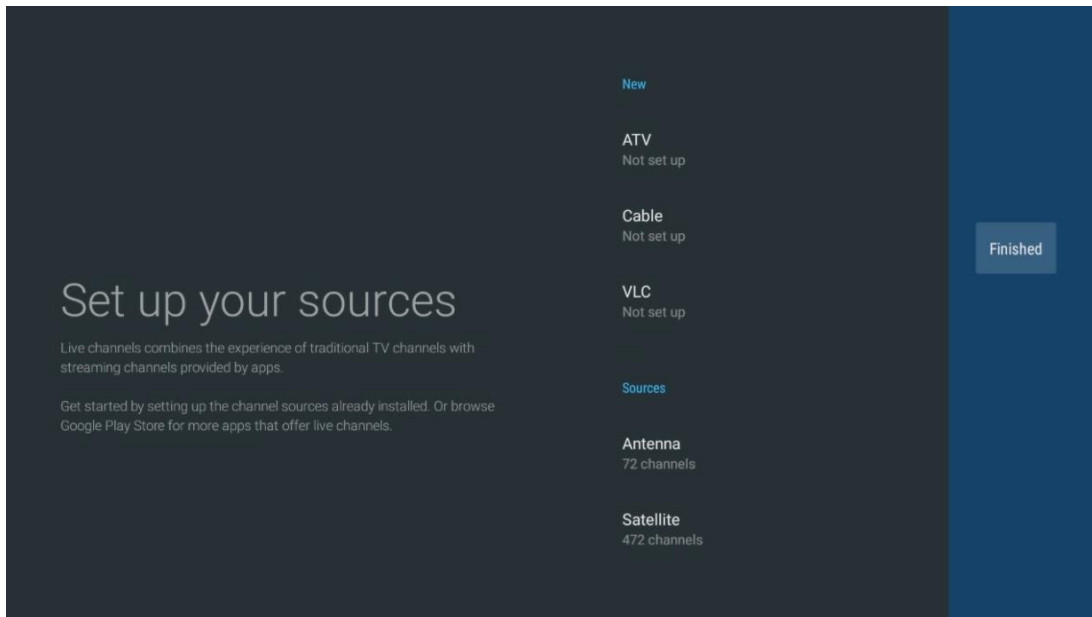 Set up your sources
Live channels combines the experience of traditional TV channels with
streaming channels provided by apps.
Get started by setting up the channel sources already installed. Or browse
Google Play Store for more apps that offer live channels.
New
ATV
Not set up
Cable
Not set up
VLC
Not set up
Sources
Antenna
72 channels
Satellite
472 channels
Finished